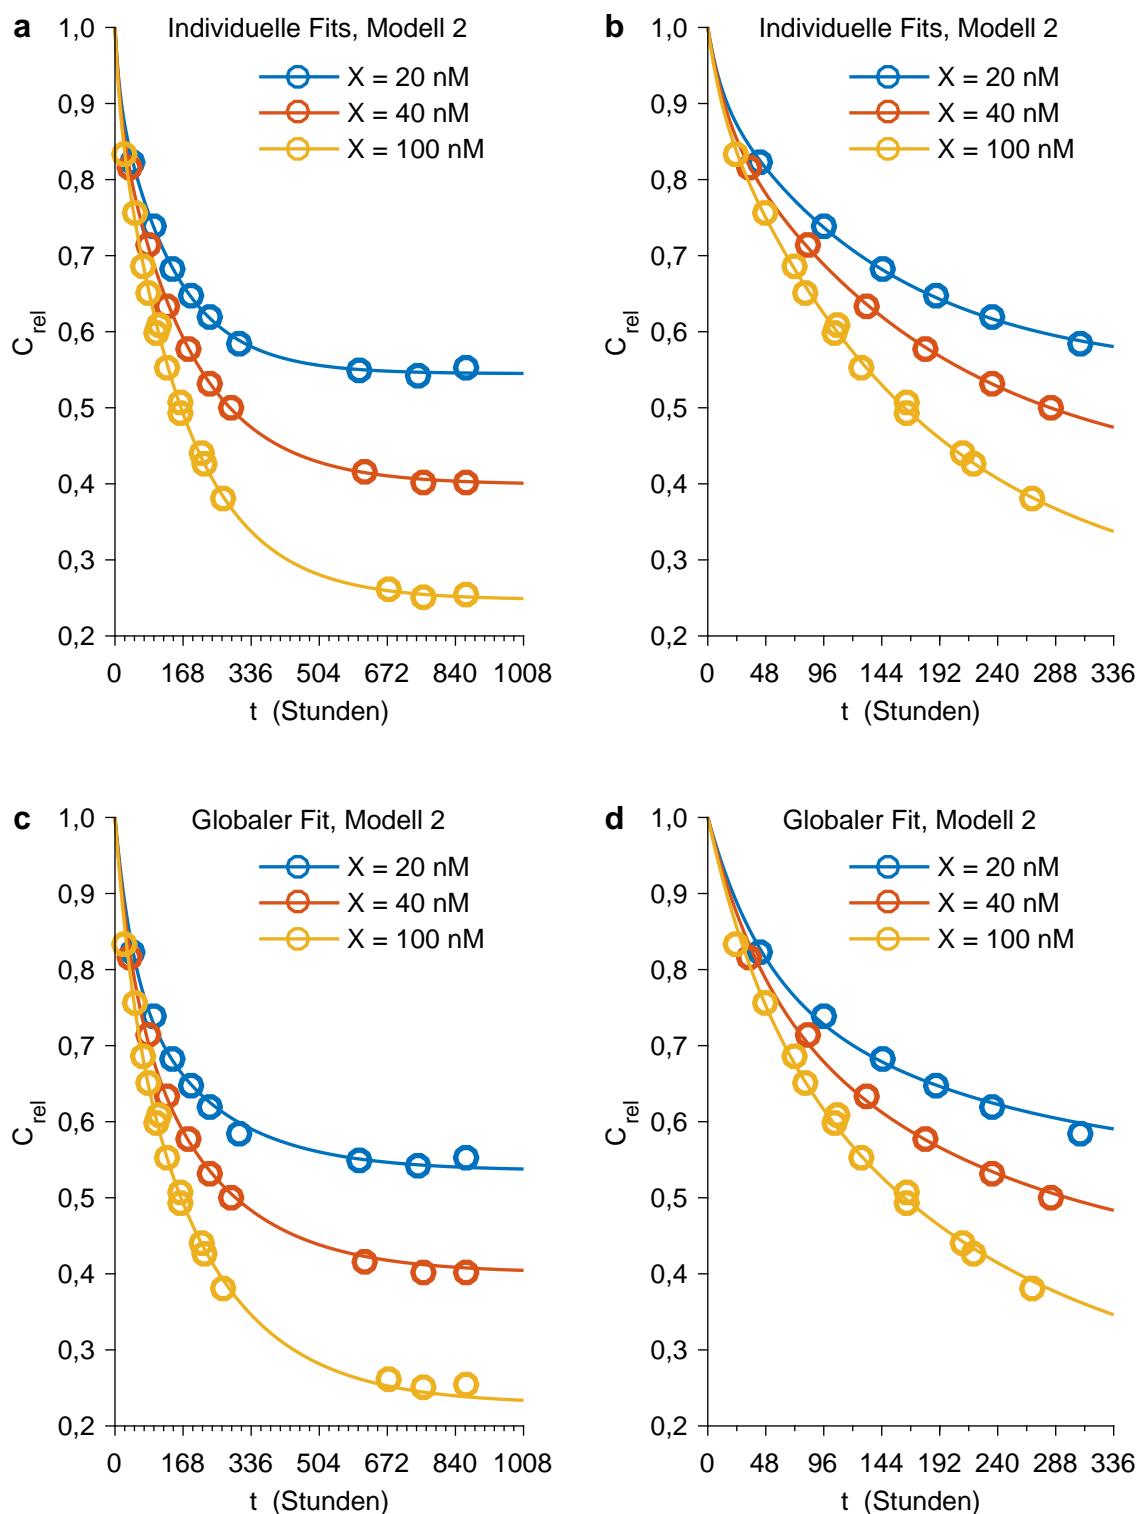 a
Individuelle Fits, Modell 2
X = 20 nM
X = 40 nM
X = 100 nM
1,0
0,9
0,8
0,7
0,6
0,5
0,4
0,3
0,2
C_rel
0 168 336 504 672 840 1008
t (Stunden)
b
Individuelle Fits, Modell 2
X = 20 nM
X = 40 nM
X = 100 nM
1,0
0,9
0,8
0,7
0,6
0,5
0,4
0,3
0,2
C_rel
0 48 96 144 192 240 288 336
t (Stunden)
c
Globaler Fit, Modell 2
X = 20 nM
X = 40 nM
X = 100 nM
1,0
0,9
0,8
0,7
0,6
0,5
0,4
0,3
0,2
C_rel
0 168 336 504 672 840 1008
t (Stunden)
d
Globaler Fit, Modell 2
X = 20 nM
X = 40 nM
X = 100 nM
1,0
0,9
0,8
0,7
0,6
0,5
0,4
0,3
0,2
C_rel
0 48 96 144 192 240 288 336
t (Stunden)